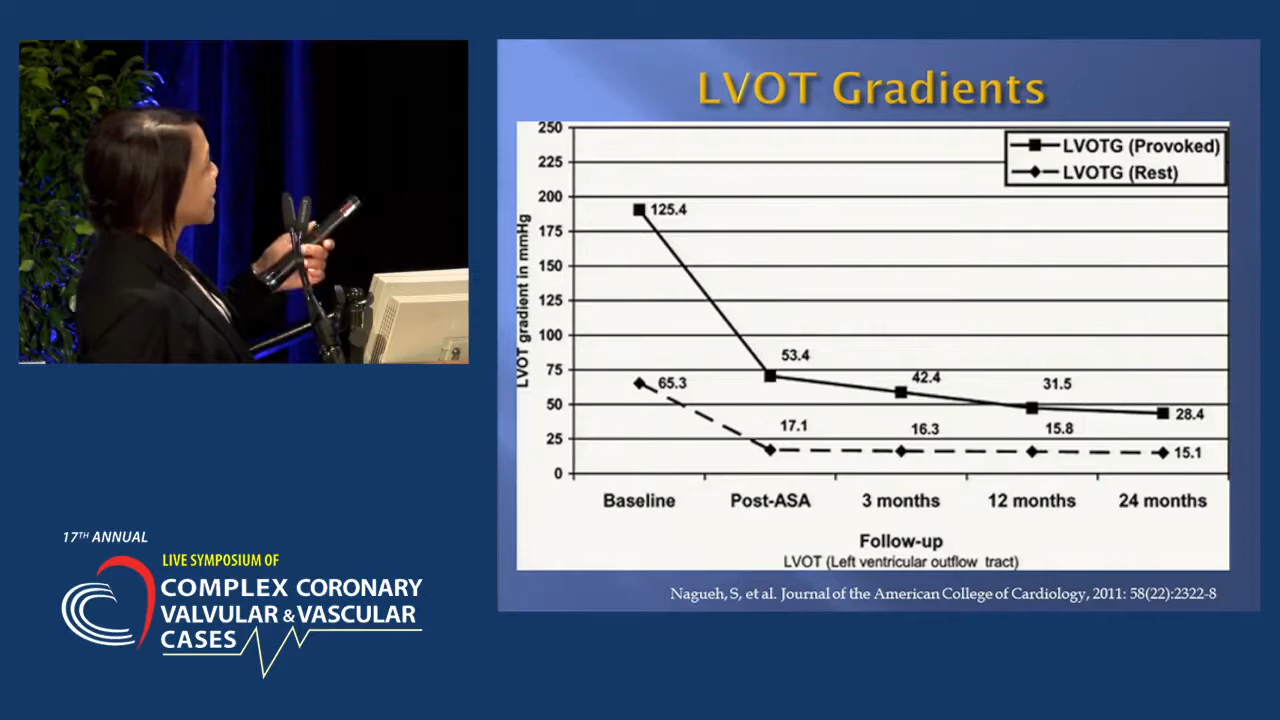 LVOT Gradients
250
225
200
175
150
125
100
75
50
25
0
LVOT gradient in mmHg
LVOTG (Provoked)
LVOTG (Rest)
125.4
53.4
42.4
31.5
28.4
65.3
17.1
16.3
15.8
15.1
Baseline Post-ASA 3 months 12 months 24 months
Follow-up
LVOT (Left ventricular outflow tract)
Nagueh, S, et al. Journal of the American College of Cardiology, 2011: 58(22):2322-8
17TH ANNUAL
LIVE SYMPOSIUM OF
COMPLEX CORONARY
VALVULAR & VASCULAR
CASES